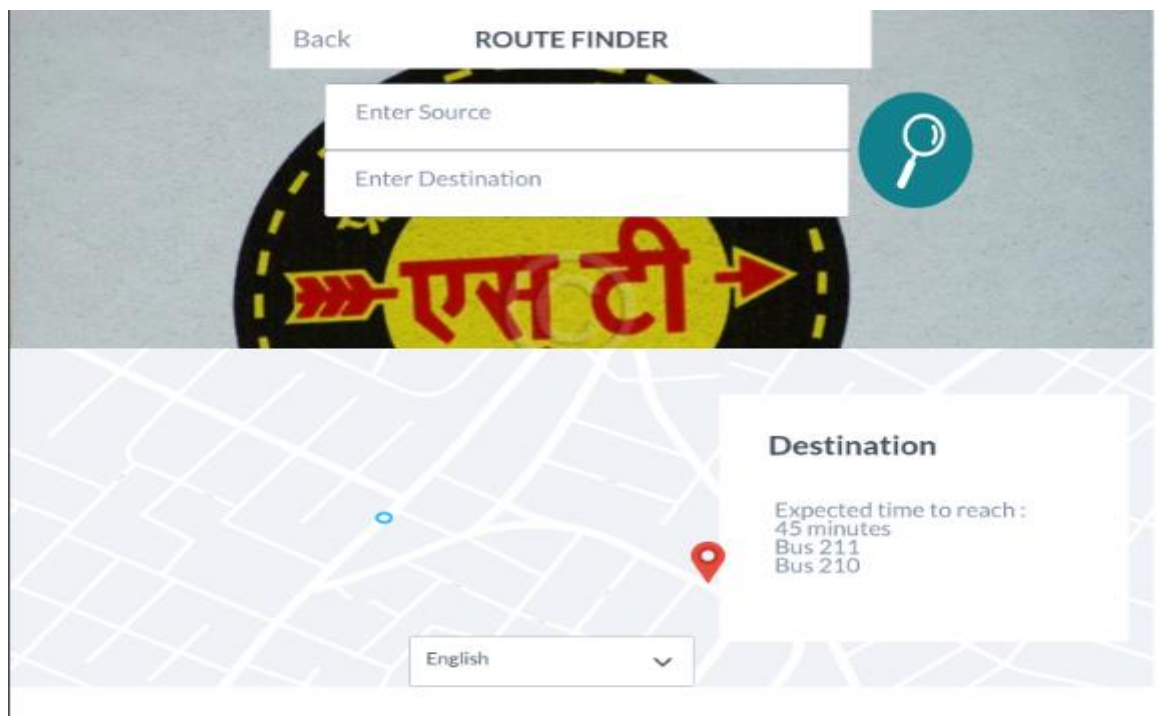 Back
ROUTE FINDER
Enter Source
Enter Destination
एस टी
Destination
Expected time to reach :
45 minutes
Bus 211
Bus 210
English